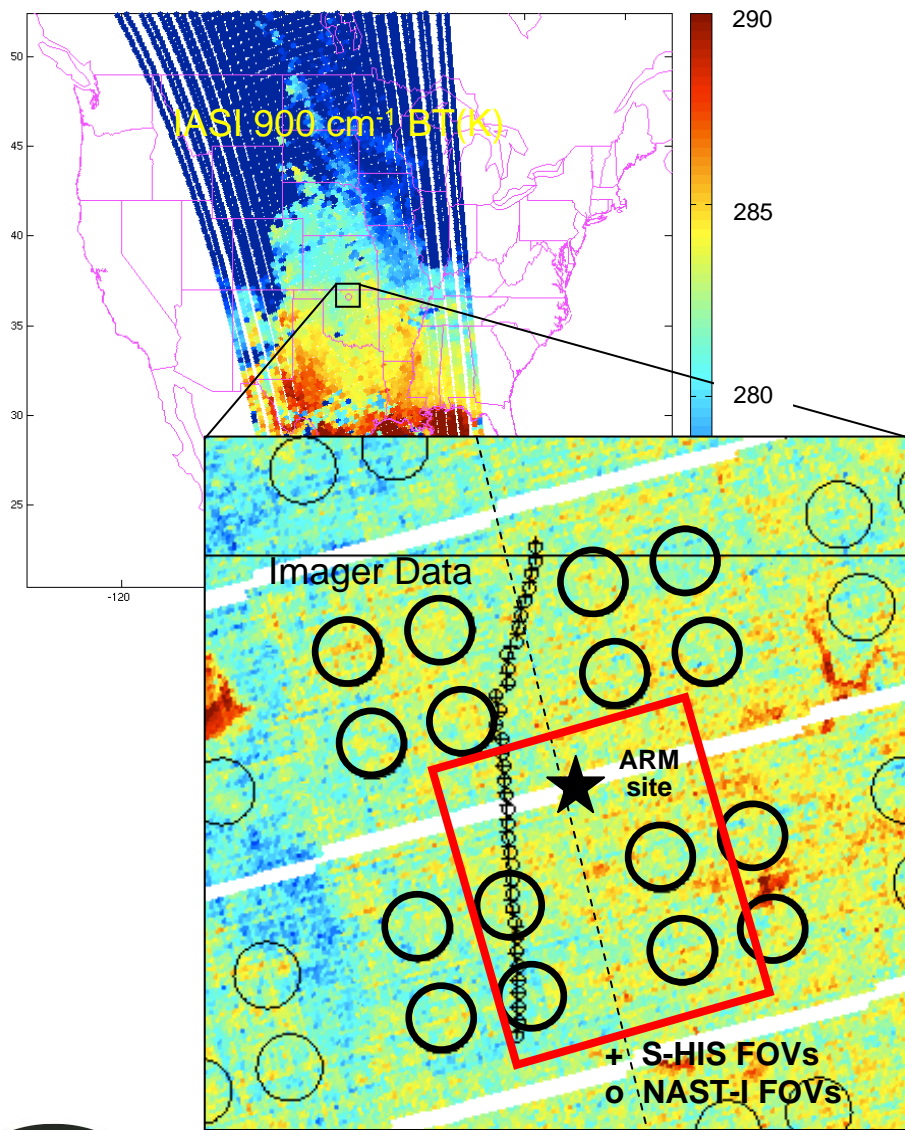 290
50
IASI 900 cm-1 BT(K)
45
285
40
35
280
30
25
Imager Data
-120
ARM
site
+ S-HIS FOVs
o NAST-I FOVs